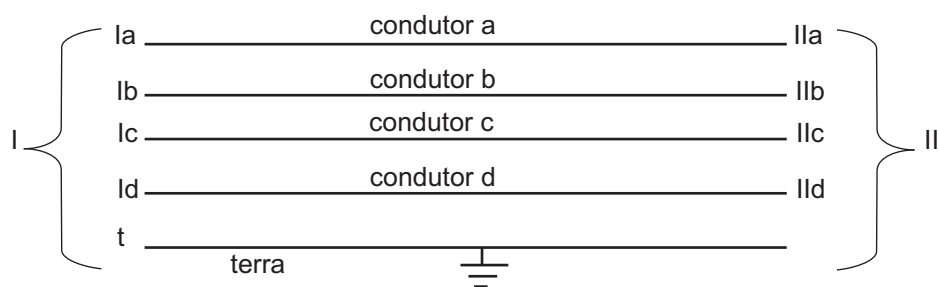 Ia condutor a IIa
Ib condutor b IIb
Ic condutor c IIc
I II
Id condutor d IId
t
terra